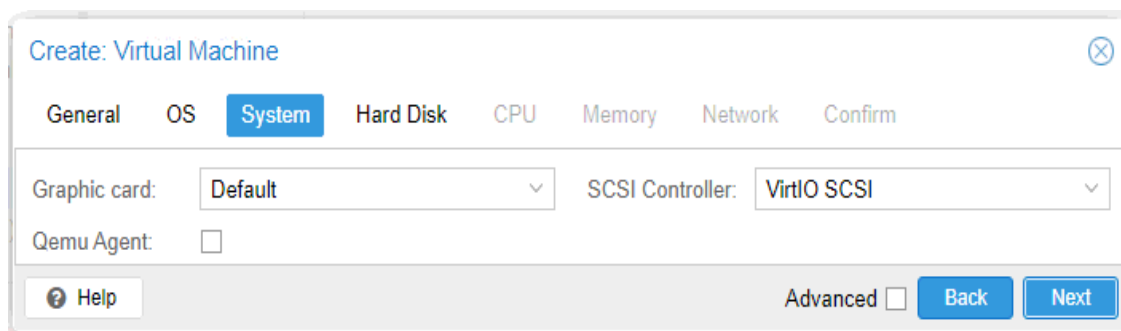 Create: Virtual Machine
General OS System Hard Disk CPU Memory Network Confirm
Graphic card: Default SCSI Controller: VirtIO SCSI
Qemu Agent:
Help Advanced Back Next